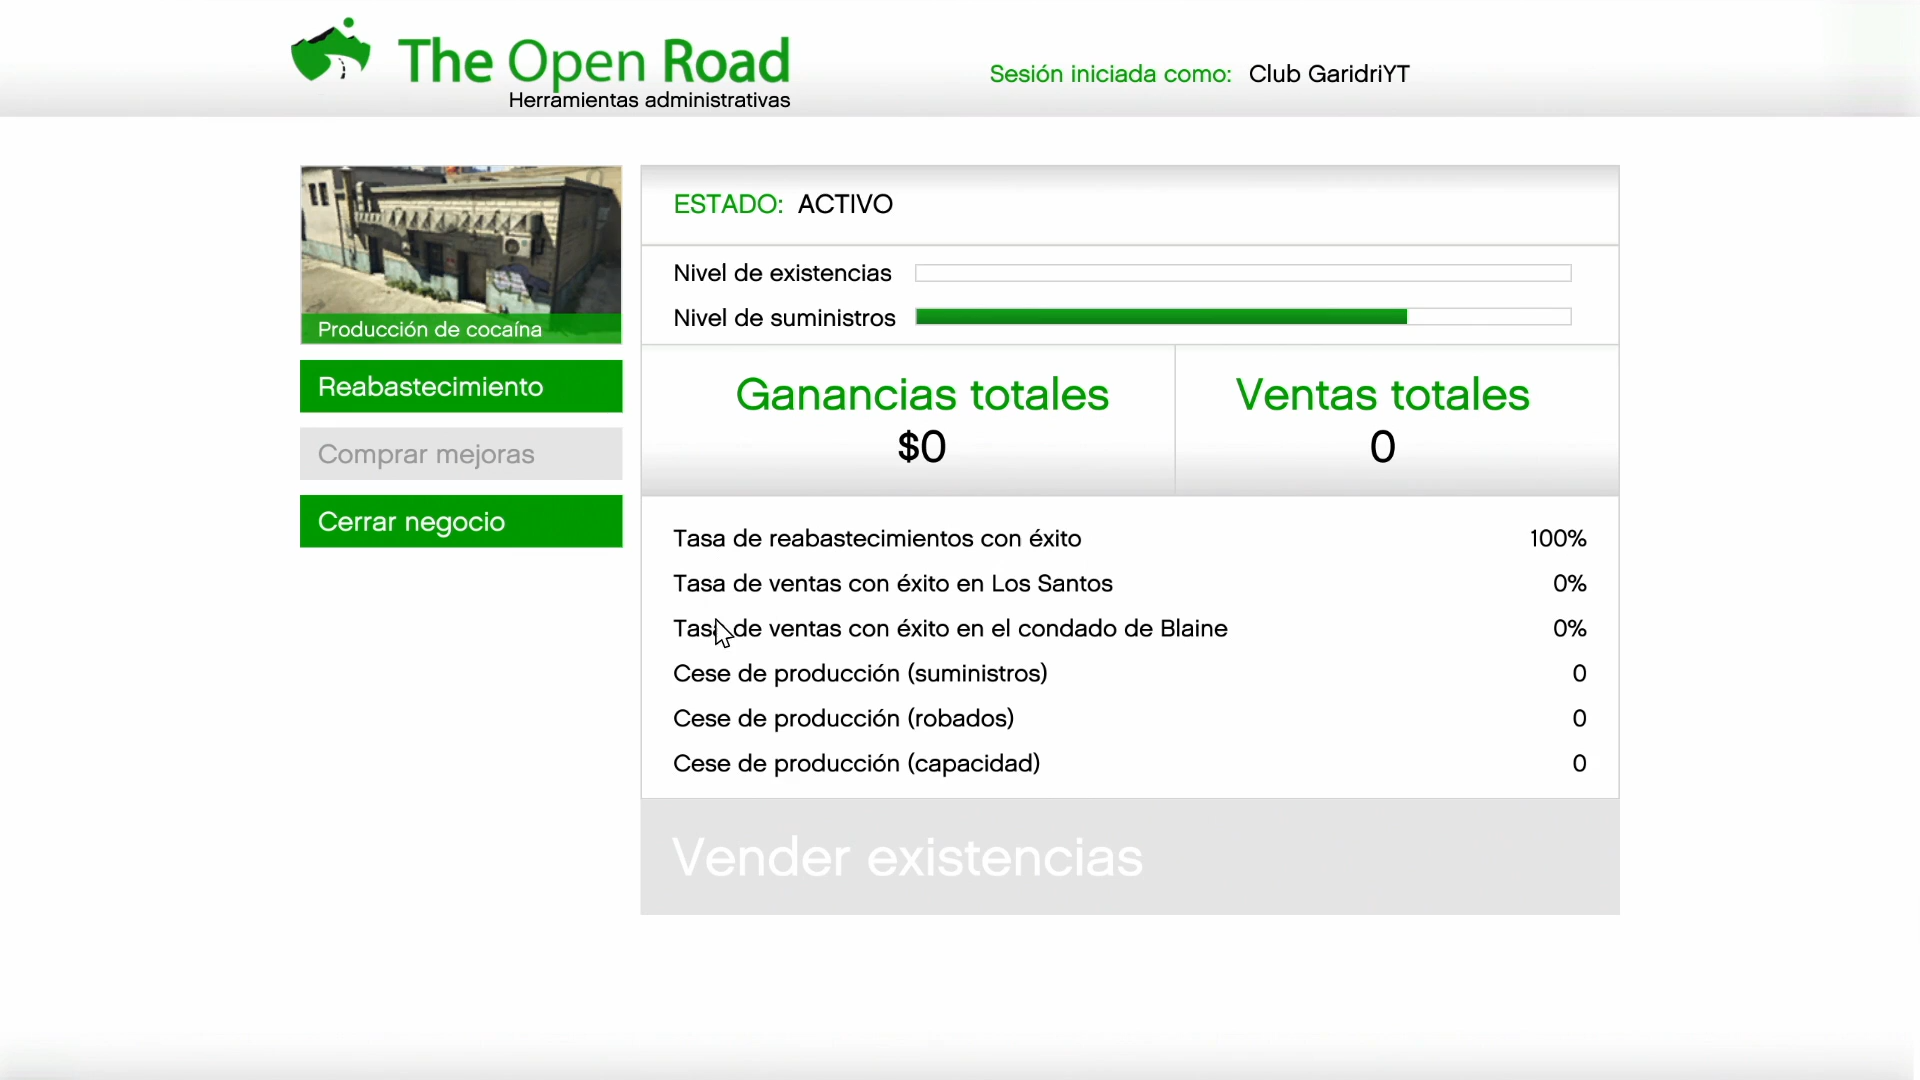 The Open Road
Herramientas administrativas
Sesión iniciada como: Club GaridriYT
Producción de cocaína
Reabastecimiento
Comprar mejoras
Cerrar negocio
ESTADO: ACTIVO
Nivel de existencias
Nivel de suministros
Ganancias totales
$0
Ventas totales
0
Tasa de reabastecimientos con éxito 100%
Tasa de ventas con éxito en Los Santos 0%
Tasa de ventas con éxito en el condado de Blaine 0%
Cese de producción (suministros) 0
Cese de producción (robados) 0
Cese de producción (capacidad) 0
Vender existencias